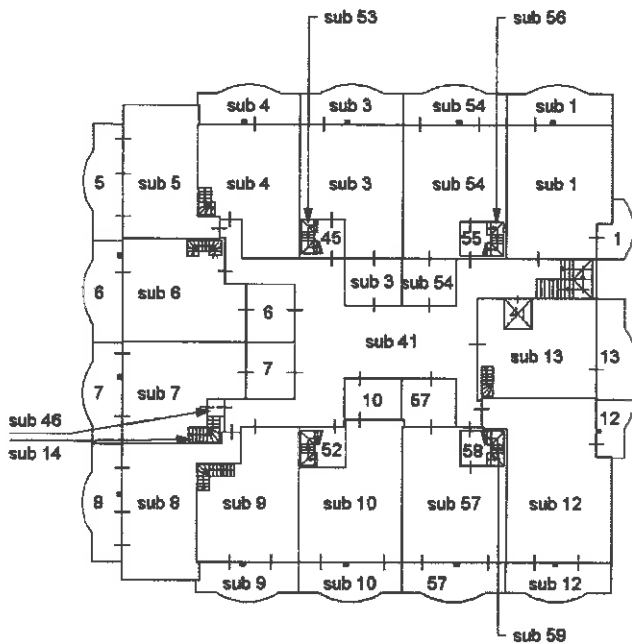 sub 53
sub 56
sub 4
sub 3
sub 54
sub 1
5
sub 5
sub 4
sub 3
sub 54
sub 1
45
55
1
6
sub 6
sub 3
sub 54
6
sub 41
sub 13
13
7
sub 7
7
10
57
12
sub 46
sub 14
52
58
8
sub 8
sub 9
sub 10
sub 57
sub 12
sub 9
sub 10
57
sub 12
sub 59